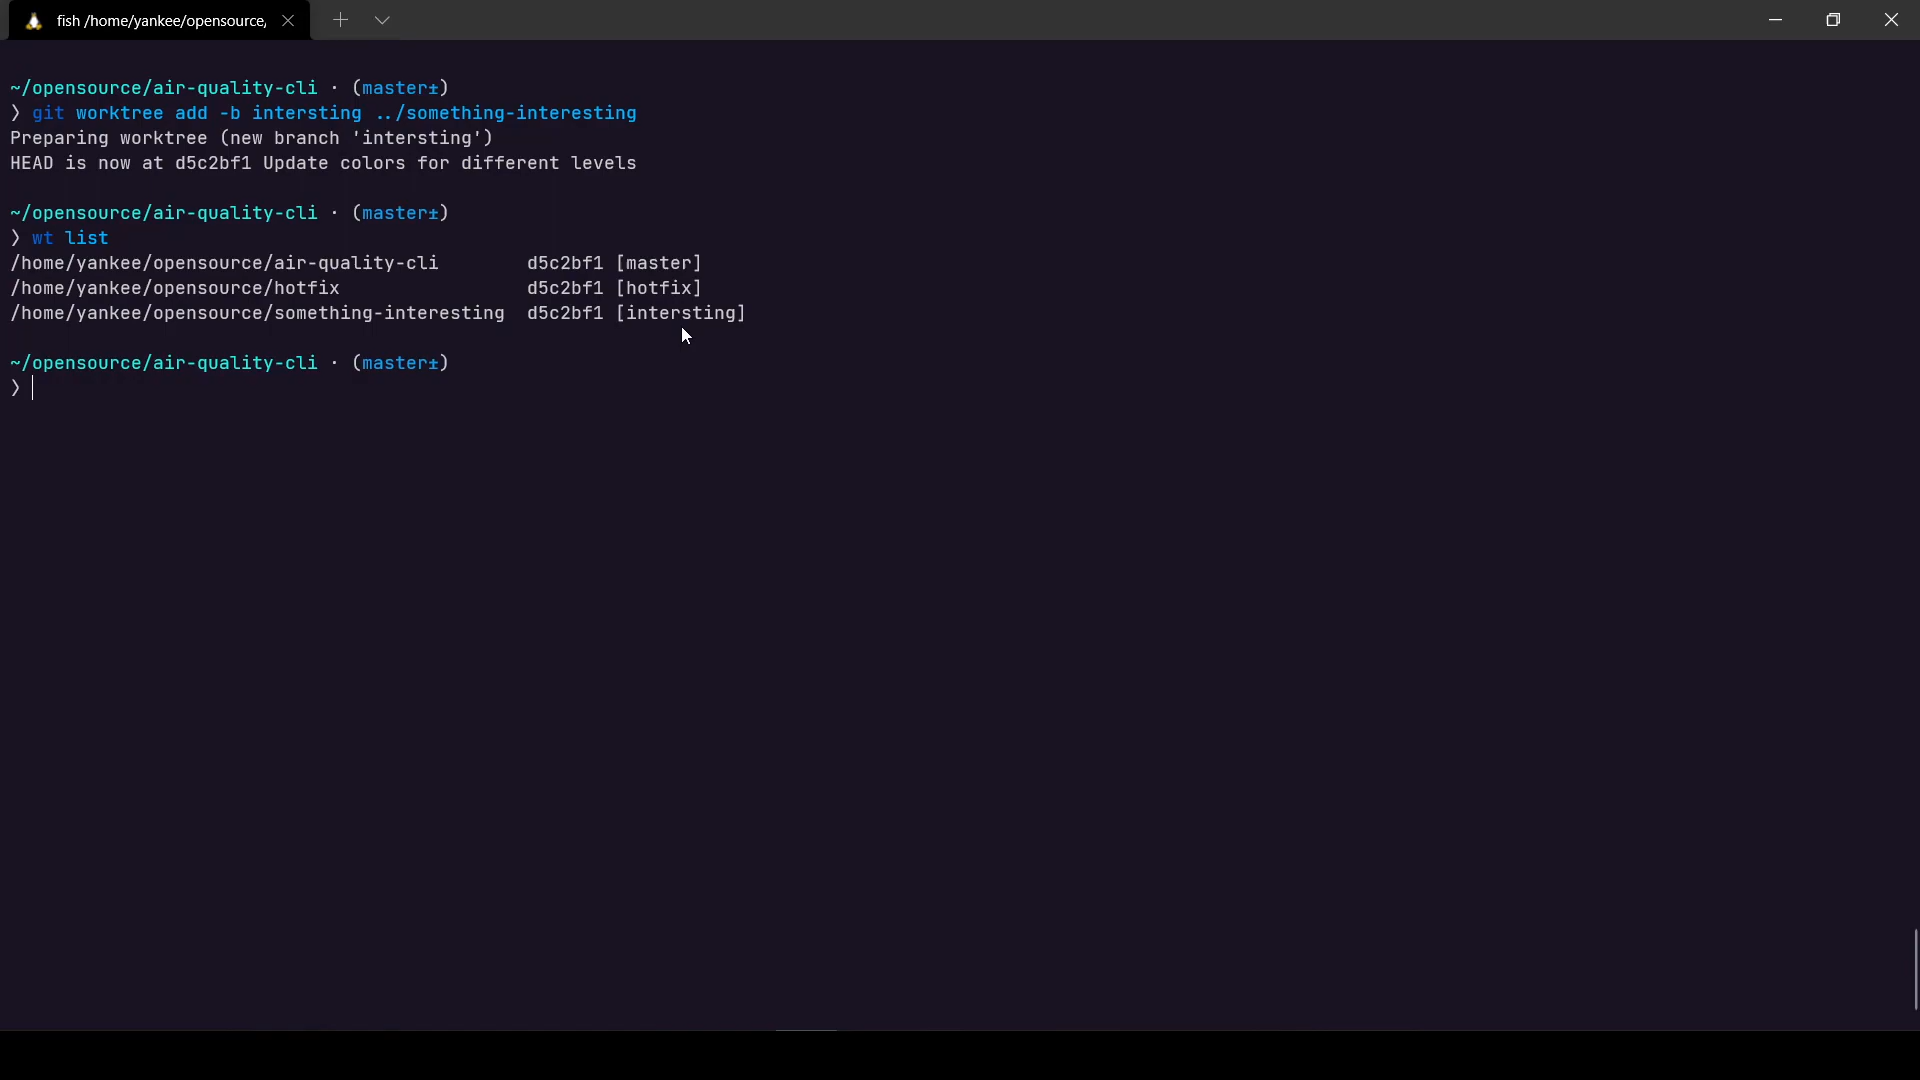 fish /home/yankee/opensource,
~/opensource/air-quality-cli · (master±)
❯ git worktree add -b intersting ../something-interesting
Preparing worktree (new branch 'intersting')
HEAD is now at d5c2bf1 Update colors for different levels
~/opensource/air-quality-cli · (master±)
❯ wt list
/home/yankee/opensource/air-quality-cli        d5c2bf1 [master]
/home/yankee/opensource/hotfix                 d5c2bf1 [hotfix]
/home/yankee/opensource/something-interesting  d5c2bf1 [intersting]
~/opensource/air-quality-cli · (master±)
❯